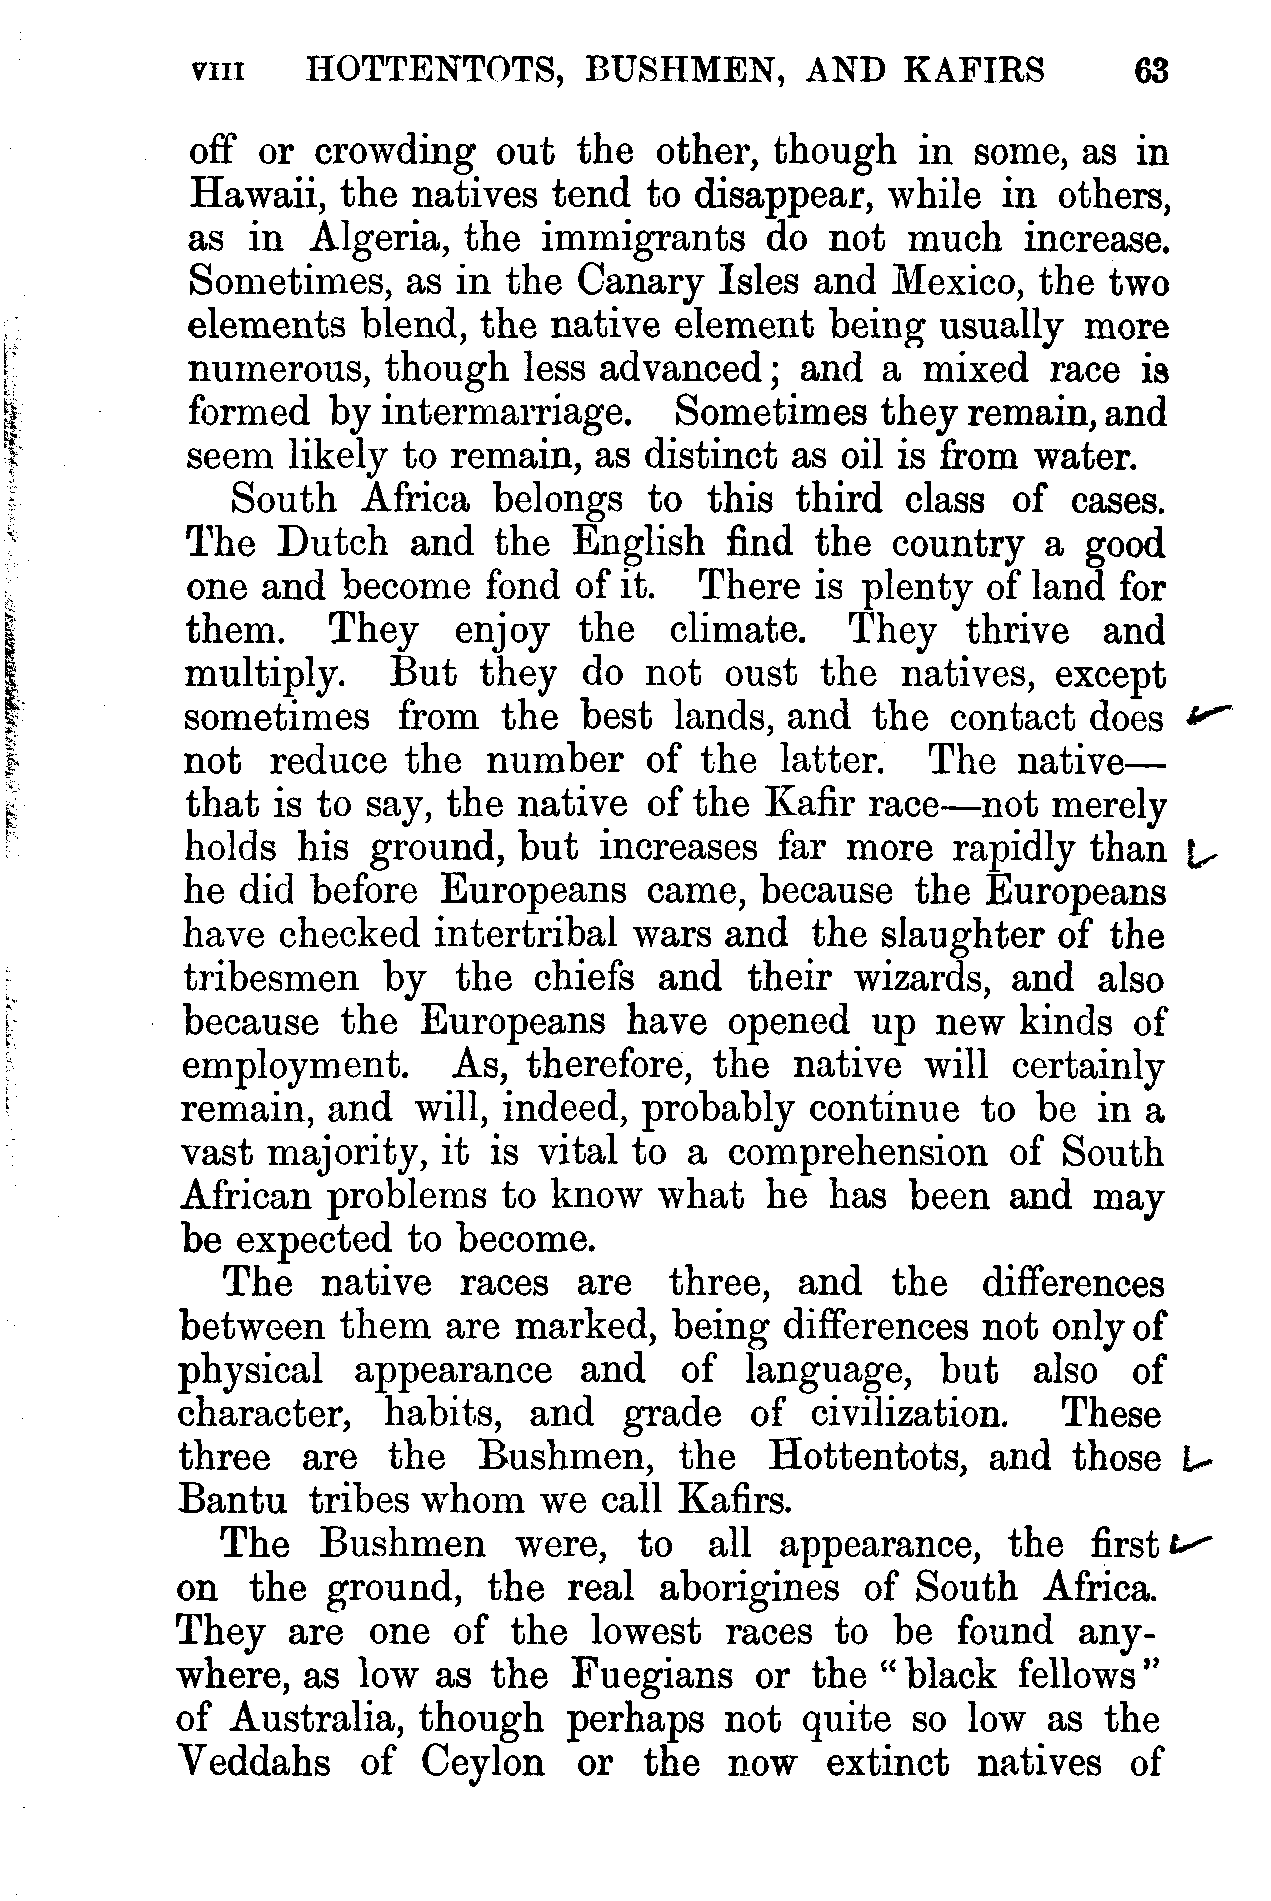 VIII HOTTENTOTS, BUSHMEN, AND KAFIRS 63
off or crowding out the other, though in some, as in
Hawaii, the natives tend to disappear, while in others,
as in Algeria, the immigrants do not much increase.
Sometimes, as in the Canary Isles and Mexico, the two
elements blend, the native element being usually more
numerous, though less advanced; and a mixed race is
formed by intermarriage. Sometimes they remain, and
seem likely to remain, as distinct as oil is from water.
South Africa belongs to this third class of cases.
The Dutch and the English find the country a good
one and become fond of it. There is plenty of land for
them. They enjoy the climate. They thrive and
multiply. But they do not oust the natives, except
sometimes from the best lands, and the contact does
not reduce the number of the latter. The native—
that is to say, the native of the Kafir race—not merely
holds his ground, but increases far more rapidly than
he did before Europeans came, because the Europeans
have checked intertribal wars and the slaughter of the
tribesmen by the chiefs and their wizards, and also
because the Europeans have opened up new kinds of
employment. As, therefore, the native will certainly
remain, and will, indeed, probably continue to be in a
vast majority, it is vital to a comprehension of South
African problems to know what he has been and may
be expected to become.
The native races are three, and the differences
between them are marked, being differences not only of
physical appearance and of language, but also of
character, habits, and grade of civilization. These
three are the Bushmen, the Hottentots, and those
Bantu tribes whom we call Kafirs.
The Bushmen were, to all appearance, the first
on the ground, the real aborigines of South Africa.
They are one of the lowest races to be found any-
where, as low as the Fuegians or the "black fellows"
of Australia, though perhaps not quite so low as the
Veddahs of Ceylon or the now extinct natives of